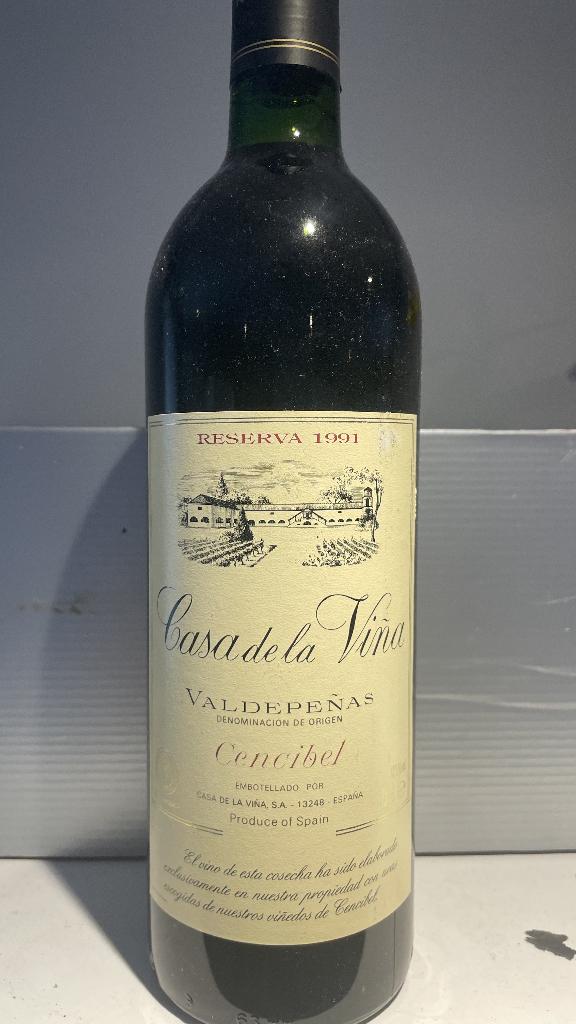 RESERVA 1991
Casa de la Viña
VALDEPEÑAS
DENOMINACION DE ORIGEN
Cencibel
EMBOTELLADO POR
CASA DE LA VIÑA, S.A. - 13248 - ESPAÑA
Produce of Spain
El vino de esta cosecha ha sido elaborado
exclusivamente en nuestra propiedad con uvas
escogidas de nuestros viñedos de Cencibel.